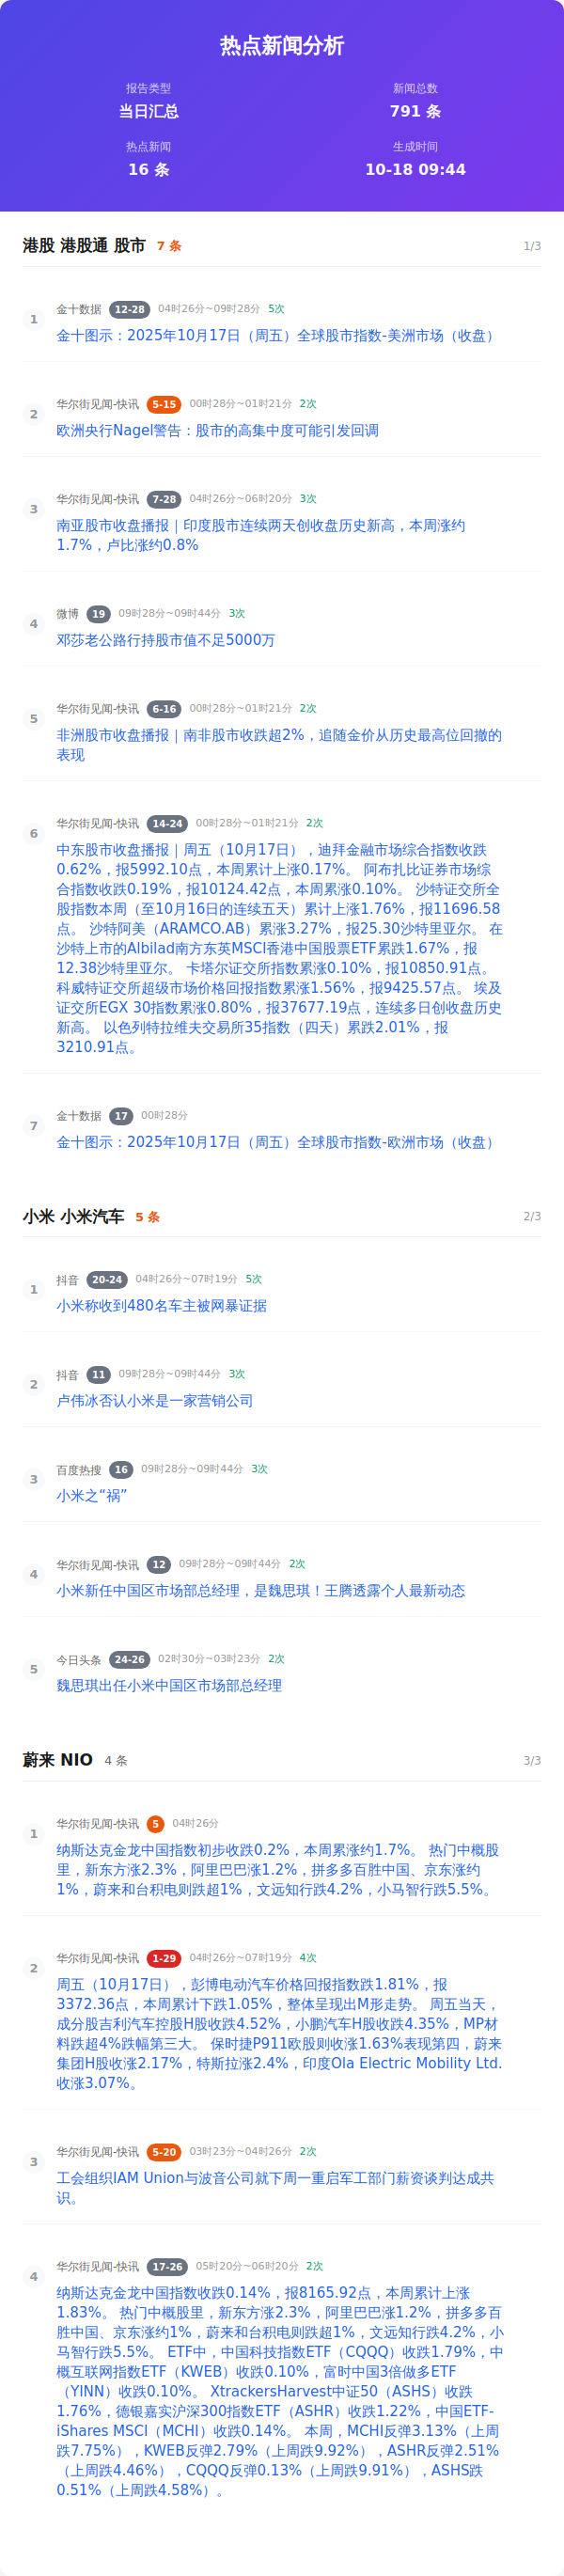 热点新闻分析
报告类型
当日汇总
新闻总数
791 条
热点新闻
16 条
生成时间
10-18 09:44
港股 港股通 股市 7 条 1/3
1
金十数据 12-28 04时26分~09时28分 5次
金十图示：2025年10月17日（周五）全球股市指数-美洲市场（收盘）
2
华尔街见闻-快讯 5-15 00时28分~01时21分 2次
欧洲央行Nagel警告：股市的高集中度可能引发回调
3
华尔街见闻-快讯 7-28 04时26分~06时20分 3次
南亚股市收盘播报｜印度股市连续两天创收盘历史新高，本周涨约
1.7%，卢比涨约0.8%
4
微博 19 09时28分~09时44分 3次
邓莎老公路行持股市值不足5000万
5
华尔街见闻-快讯 6-16 00时28分~01时21分 2次
非洲股市收盘播报｜南非股市收跌超2%，追随金价从历史最高位回撤的
表现
6
华尔街见闻-快讯 14-24 00时28分~01时21分 2次
中东股市收盘播报｜周五（10月17日），迪拜金融市场综合指数收跌
0.62%，报5992.10点，本周累计上涨0.17%。 阿布扎比证券市场综
合指数收跌0.19%，报10124.42点，本周累涨0.10%。 沙特证交所全
股指数本周（至10月16日的连续五天）累计上涨1.76%，报11696.58
点。 沙特阿美（ARAMCO.AB）累涨3.27%，报25.30沙特里亚尔。 在
沙特上市的Albilad南方东英MSCI香港中国股票ETF累跌1.67%，报
12.38沙特里亚尔。 卡塔尔证交所指数累涨0.10%，报10850.91点。
科威特证交所超级市场价格回报指数累涨1.56%，报9425.57点。 埃及
证交所EGX 30指数累涨0.80%，报37677.19点，连续多日创收盘历史
新高。 以色列特拉维夫交易所35指数（四天）累跌2.01%，报
3210.91点。
7
金十数据 17 00时28分
金十图示：2025年10月17日（周五）全球股市指数-欧洲市场（收盘）
小米 小米汽车 5 条 2/3
1
抖音 20-24 04时26分~07时19分 5次
小米称收到480名车主被网暴证据
2
抖音 11 09时28分~09时44分 3次
卢伟冰否认小米是一家营销公司
3
百度热搜 16 09时28分~09时44分 3次
小米之“祸”
4
华尔街见闻-快讯 12 09时28分~09时44分 2次
小米新任中国区市场部总经理，是魏思琪！王腾透露个人最新动态
5
今日头条 24-26 02时30分~03时23分 2次
魏思琪出任小米中国区市场部总经理
蔚来 NIO 4 条 3/3
1
华尔街见闻-快讯 5 04时26分
纳斯达克金龙中国指数初步收跌0.2%，本周累涨约1.7%。 热门中概股
里，新东方涨2.3%，阿里巴巴涨1.2%，拼多多百胜中国、京东涨约
1%，蔚来和台积电则跌超1%，文远知行跌4.2%，小马智行跌5.5%。
2
华尔街见闻-快讯 1-29 04时26分~07时19分 4次
周五（10月17日），彭博电动汽车价格回报指数跌1.81%，报
3372.36点，本周累计下跌1.05%，整体呈现出M形走势。 周五当天，
成分股吉利汽车控股H股收跌4.52%，小鹏汽车H股收跌4.35%，MP材
料跌超4%跌幅第三大。 保时捷P911欧股则收涨1.63%表现第四，蔚来
集团H股收涨2.17%，特斯拉涨2.4%，印度Ola Electric Mobility Ltd.
收涨3.07%。
3
华尔街见闻-快讯 5-20 03时23分~04时26分 2次
工会组织IAM Union与波音公司就下周一重启军工部门薪资谈判达成共
识。
4
华尔街见闻-快讯 17-26 05时20分~06时20分 2次
纳斯达克金龙中国指数收跌0.14%，报8165.92点，本周累计上涨
1.83%。 热门中概股里，新东方涨2.3%，阿里巴巴涨1.2%，拼多多百
胜中国、京东涨约1%，蔚来和台积电则跌超1%，文远知行跌4.2%，小
马智行跌5.5%。 ETF中，中国科技指数ETF（CQQQ）收跌1.79%，中
概互联网指数ETF（KWEB）收跌0.10%，富时中国3倍做多ETF
（YINN）收跌0.10%。 XtrackersHarvest中证50（ASHS）收跌
1.76%，德银嘉实沪深300指数ETF（ASHR）收跌1.22%，中国ETF-
iShares MSCI（MCHI）收跌0.14%。 本周，MCHI反弹3.13%（上周
跌7.75%），KWEB反弹2.79%（上周跌9.92%），ASHR反弹2.51%
（上周跌4.46%），CQQQ反弹0.13%（上周跌9.91%），ASHS跌
0.51%（上周跌4.58%）。